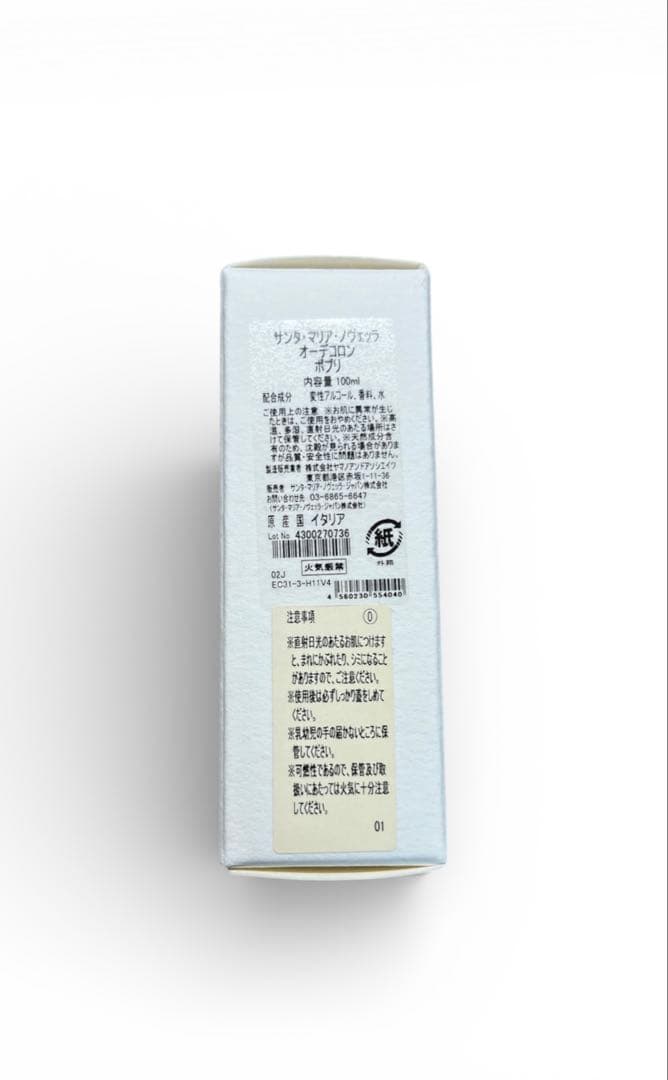 サンタ・マリア・ノヴェッラ
オーデコロン
ポプリ
内容量 100ml
配合成分 変性アルコール、香料、水
ご使用上の注意 ※お肌に異常が生じ
たときは、ご使用をおやめください。※高
温、多湿、直射日光のあたる場所はさ
けて保管してください。※天然成分含
有のため、沈殿が見られる場合がありま
すが品質・安全性に問題はありません。
製造販売業者 株式会社ヤマノアンドアソシエイツ
東京都港区赤坂1-11-36
販売者 サンタ・マリア・ノヴェッラ・ジャパン株式会社
お問い合わせ先 03-6865-6647
(サンタ・マリア・ノヴェッラ・ジャパン株式会社)
原産国 イタリア
Lot No 4300270736
紙
外箱
火気厳禁
02J
EC31-3-H11V4
4 560230 554040
注意事項 ⓪
※直射日光のあたるお肌につけます
と、まれにかぶれたり、シミになること
がありますので、ご注意ください。
※使用後は必ずしっかり蓋をしめて
ください。
※乳幼児の手の届かないところに保
管してください。
※可燃性であるので、保管及び取
扱いにあたっては火気に十分注意
してください。
01